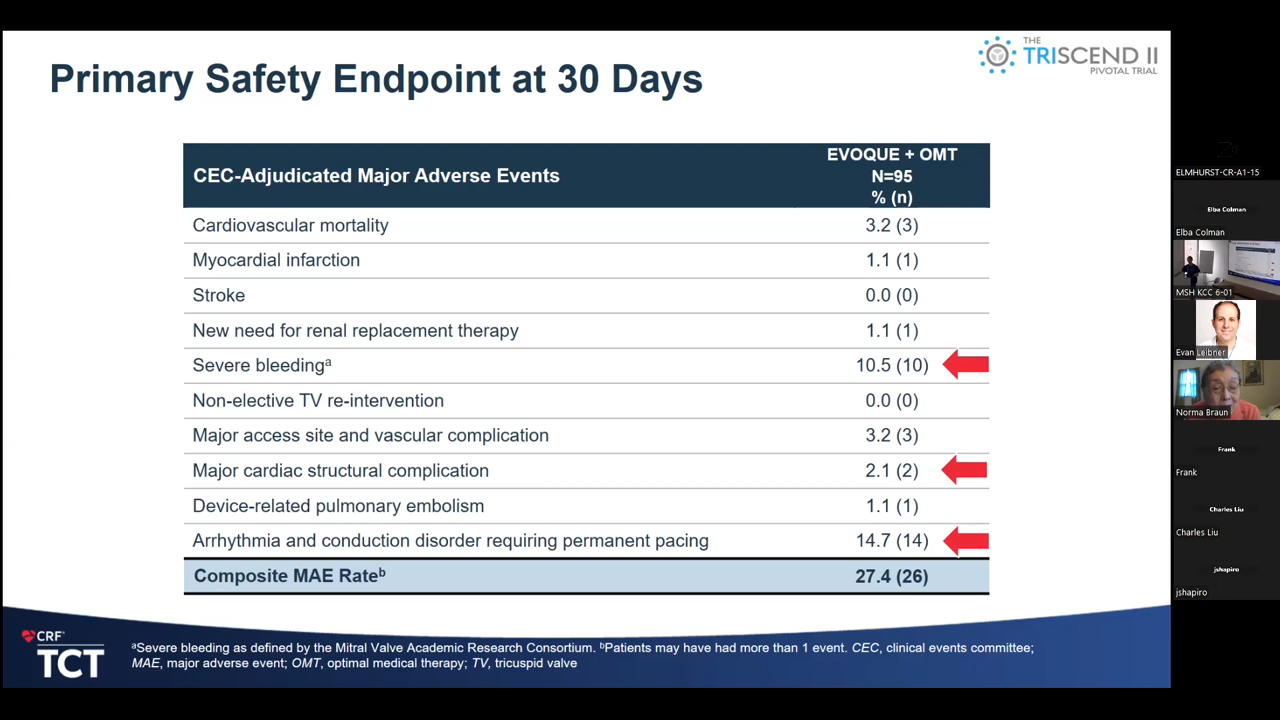 THE
TRISCEND II
PIVOTAL TRIAL
Primary Safety Endpoint at 30 Days
CEC-Adjudicated Major Adverse Events
EVOQUE + OMT
N=95
% (n)
Cardiovascular mortality 3.2 (3)
Myocardial infarction 1.1 (1)
Stroke 0.0 (0)
New need for renal replacement therapy 1.1 (1)
Severe bleedingᵃ 10.5 (10)
Non-elective TV re-intervention 0.0 (0)
Major access site and vascular complication 3.2 (3)
Major cardiac structural complication 2.1 (2)
Device-related pulmonary embolism 1.1 (1)
Arrhythmia and conduction disorder requiring permanent pacing 14.7 (14)
Composite MAE Rateᵇ 27.4 (26)
CRF
TCT
ᵃSevere bleeding as defined by the Mitral Valve Academic Research Consortium. ᵇPatients may have had more than 1 event. CEC, clinical events committee;
MAE, major adverse event; OMT, optimal medical therapy; TV, tricuspid valve
ELMHURST-CR-A1-15
Elba Colman
Elba Colman
MSH KCC 6-01
Evan Leibner
Norma Braun
Frank
Frank
Charles Liu
Charles Liu
jshapiro
jshapiro